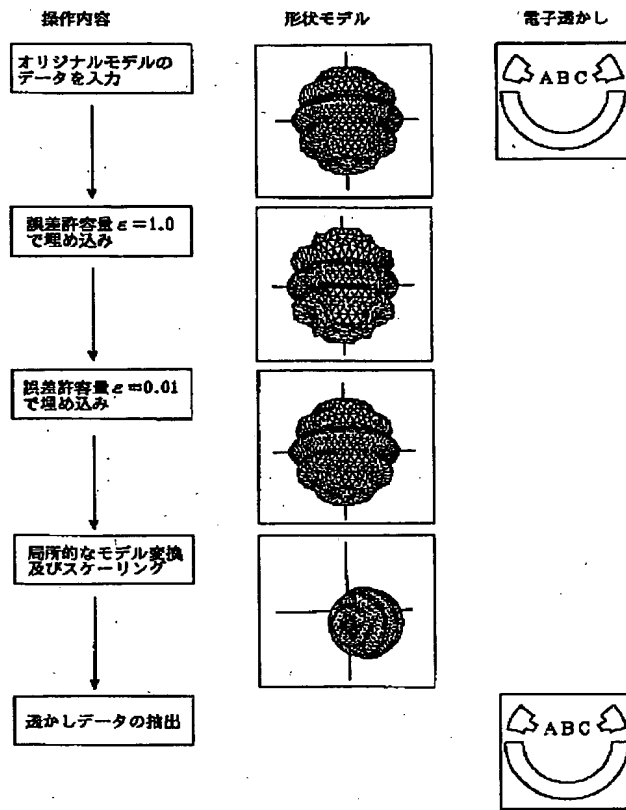 操作内容
形状モデル
電子透かし
オリジナルモデルの
データを入力
ABC
誤差許容量ε=1.0
で埋め込み
誤差許容量ε=0.01
で埋め込み
局所的なモデル変換
及びスケーリング
透かしデータの抽出
ABC